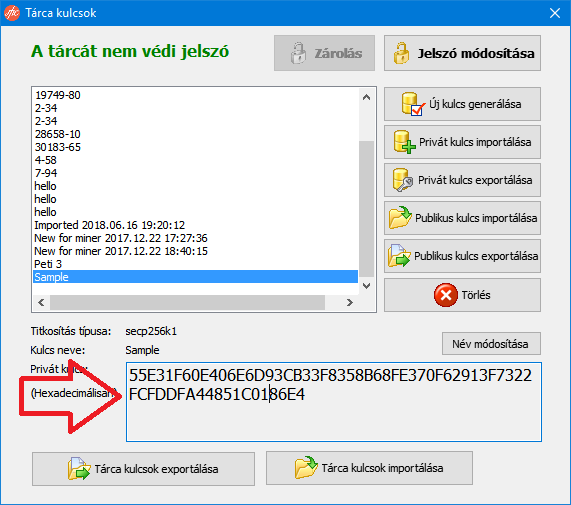 Tárca kulcsok
A tárcát nem védi jelszó
Zárolás
Jelszó módosítása
19749-80
2-34
2-34
28658-10
30183-65
4-58
7-94
hello
hello
hello
Imported 2018.06.16 19:20:12
New for miner 2017.12.22 17:27:36
New for miner 2017.12.22 18:40:15
Peti 3
Sample
Új kulcs generálása
Privát kulcs importálása
Privát kulcs exportálása
Publikus kulcs importálása
Publikus kulcs exportálása
Törlés
Titkosítás típusa: secp256k1
Kulcs neve: Sample
Név módosítása
Privát kulcs:
(Hexadecimálisan)
55E31F60E406E6D93CB33F8358B68FE370F62913F7322
FCFDDFA44851C0186E4
Tárca kulcsok exportálása
Tárca kulcsok importálása